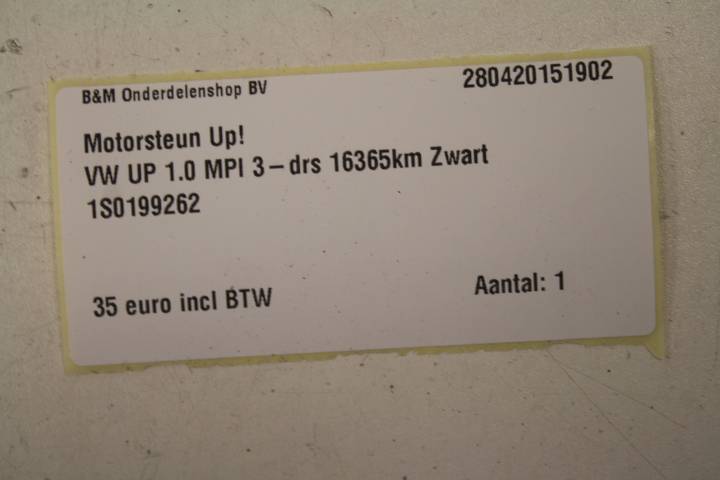 B&M Onderdelenshop BV 280420151902
Motorsteun Up!
VW UP 1.0 MPI 3-drs 16365km Zwart
1S0199262
35 euro incl BTW Aantal: 1